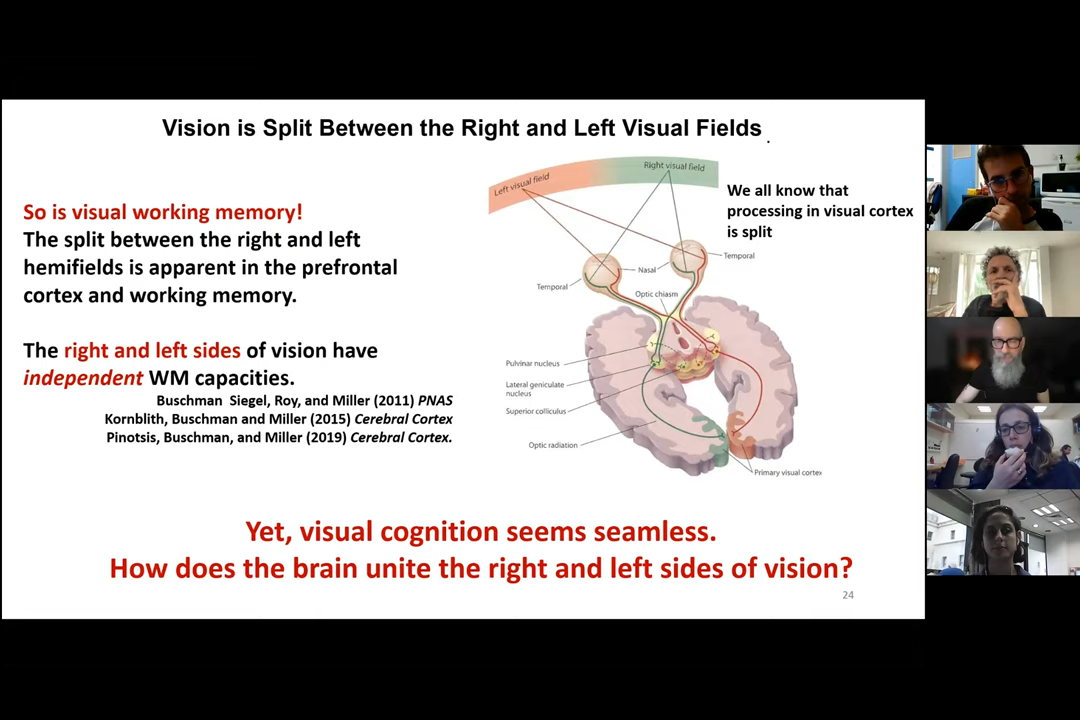 Vision is Split Between the Right and Left Visual Fields
So is visual working memory!
The split between the right and left
hemifields is apparent in the prefrontal
cortex and working memory.
The right and left sides of vision have
independent WM capacities.
Buschman Siegel, Roy, and Miller (2011) PNAS
Kornblith, Buschman and Miller (2015) Cerebral Cortex
Pinotsis, Buschman, and Miller (2019) Cerebral Cortex.
Left visual field
Right visual field
We all know that
processing in visual cortex
is split
Temporal
Nasal
Temporal
Optic chiasm
Pulvinar nucleus
Lateral geniculate
nucleus
Superior colliculus
Optic radiation
Primary visual cortex
Yet, visual cognition seems seamless.
How does the brain unite the right and left sides of vision?
24